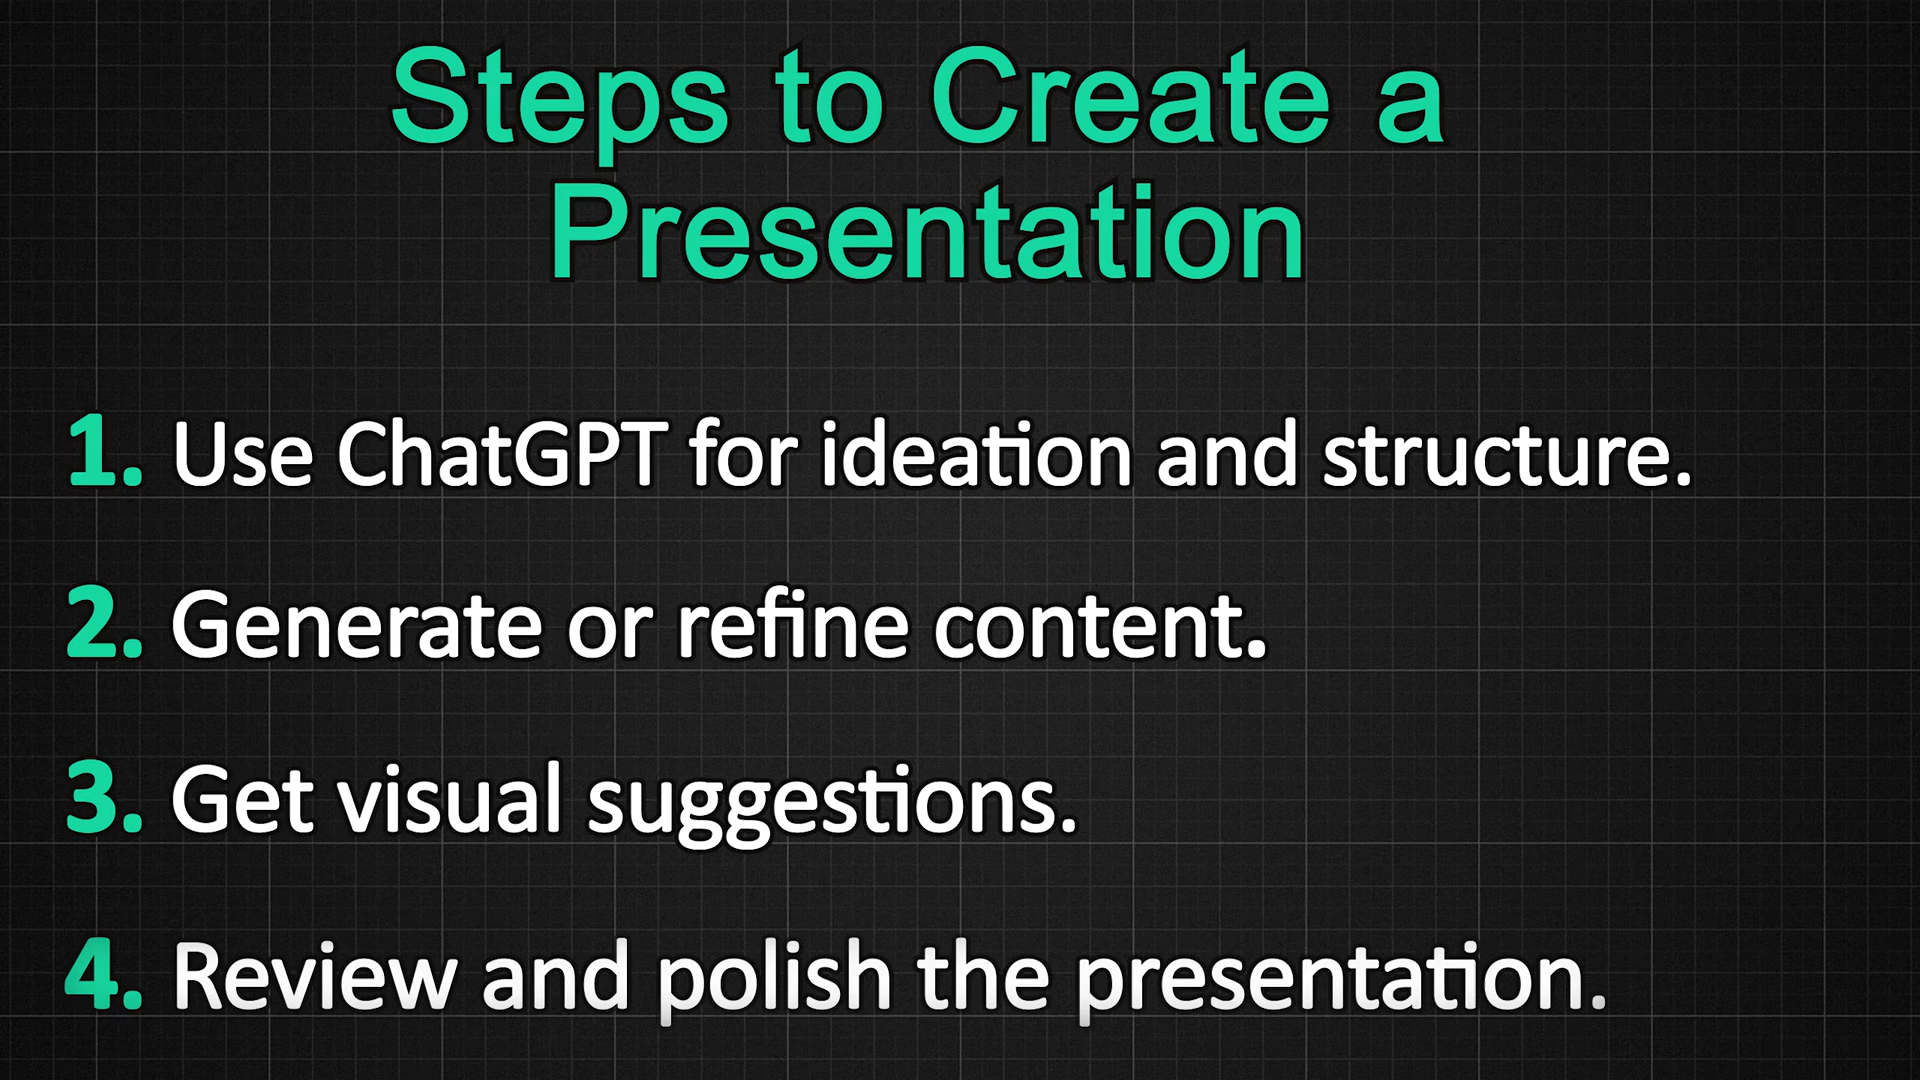 Steps to Create a
Presentation
1. Use ChatGPT for ideation and structure.
2. Generate or refine content.
3. Get visual suggestions.
4. Review and polish the presentation.